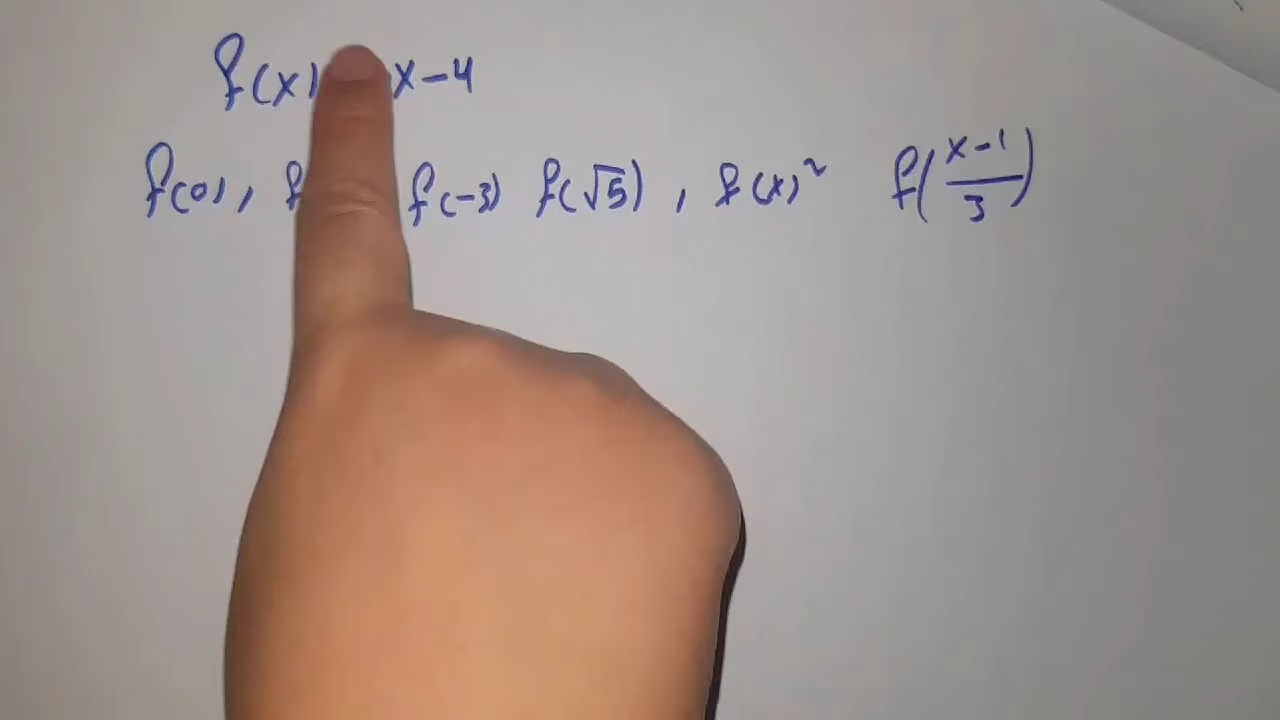 f(x) x-4
f(0), f f(-3) f(√5), f(x)² f((x-1)/3)